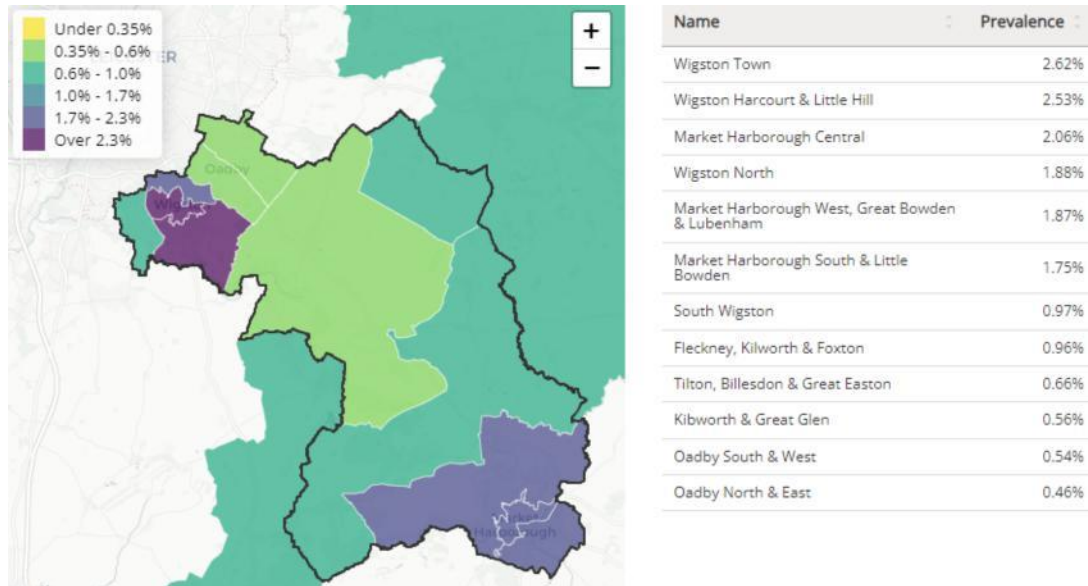 Under 0.35%
0.35% - 0.6%
0.6% - 1.0%
1.0% - 1.7%
1.7% - 2.3%
Over 2.3%
ER
+
−
Oadby
Market
Harborough
Name Prevalence
Wigston Town 2.62%
Wigston Harcourt & Little Hill 2.53%
Market Harborough Central 2.06%
Wigston North 1.88%
Market Harborough West, Great Bowden
& Lubenham 1.87%
Market Harborough South & Little
Bowden 1.75%
South Wigston 0.97%
Fleckney, Kilworth & Foxton 0.96%
Tilton, Billesdon & Great Easton 0.66%
Kibworth & Great Glen 0.56%
Oadby South & West 0.54%
Oadby North & East 0.46%